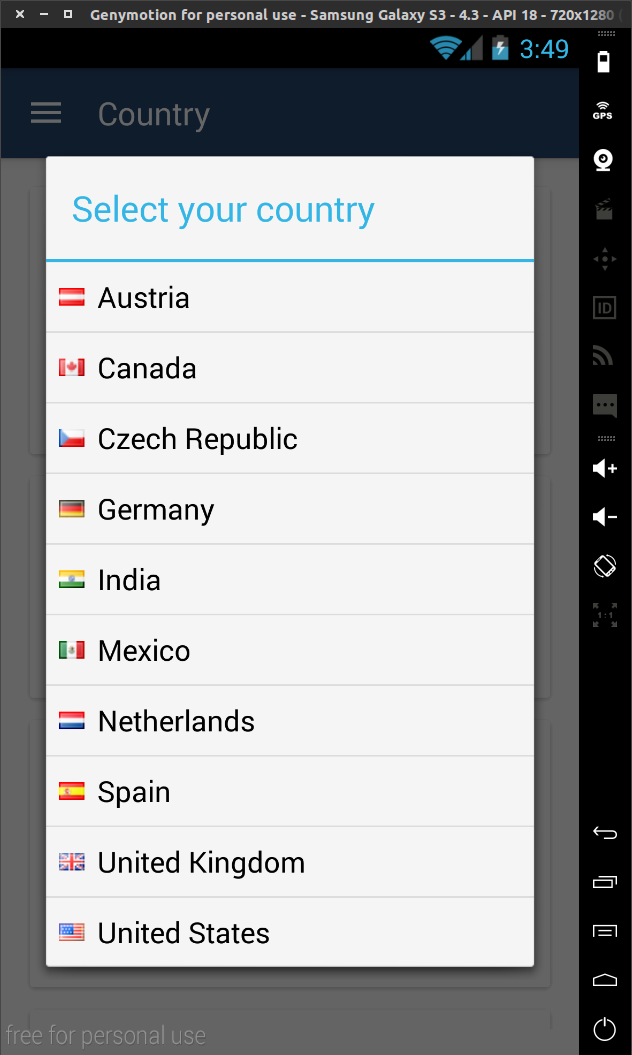 Genymotion for personal use - Samsung Galaxy S3 - 4.3 - API 18 - 720x1280 (
3:49
Country
GPS
Select your country
Austria
Canada
Czech Republic
Germany
ID
India
Mexico
1:1
Netherlands
Spain
United Kingdom
United States
free for personal use